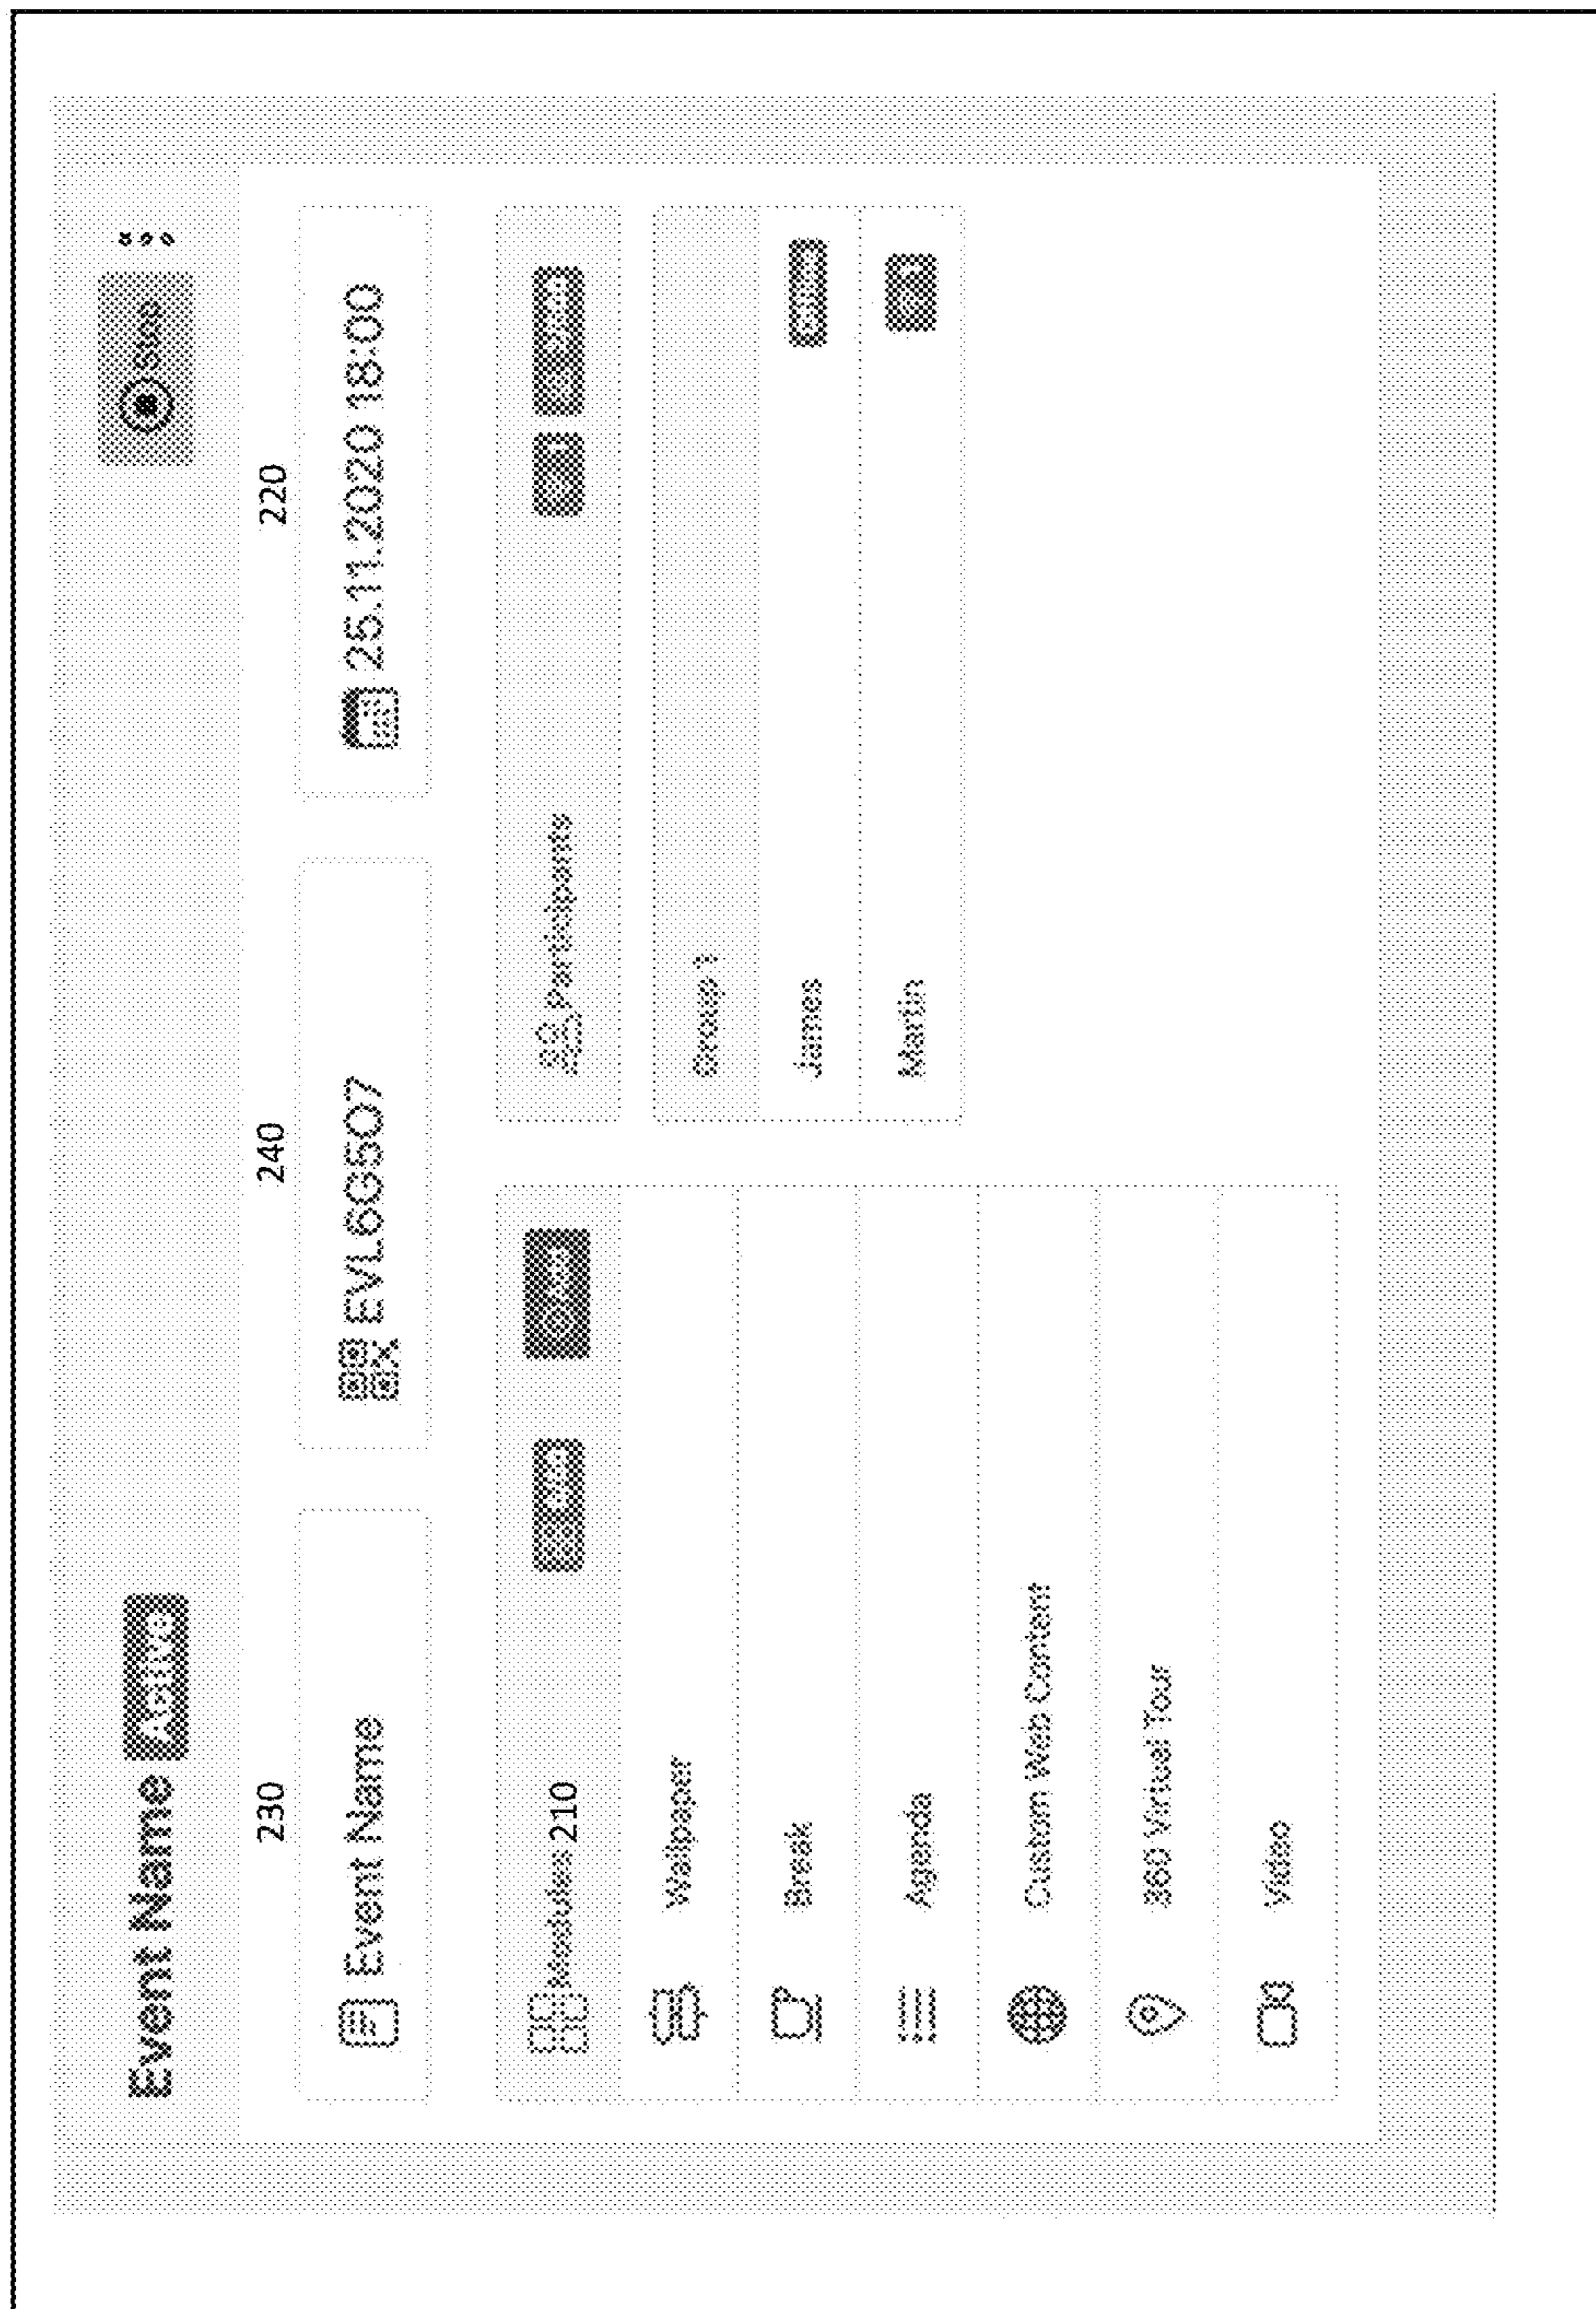 Event Name Active
Stop
230
240
220
Event Name
EVL6G5O7
25.11.2020 18:00
Modules 210
Wallpaper
Break
Agenda
Custom Web Content
360 Virtual Tour
Video
Participants
Group 1
James
Martin